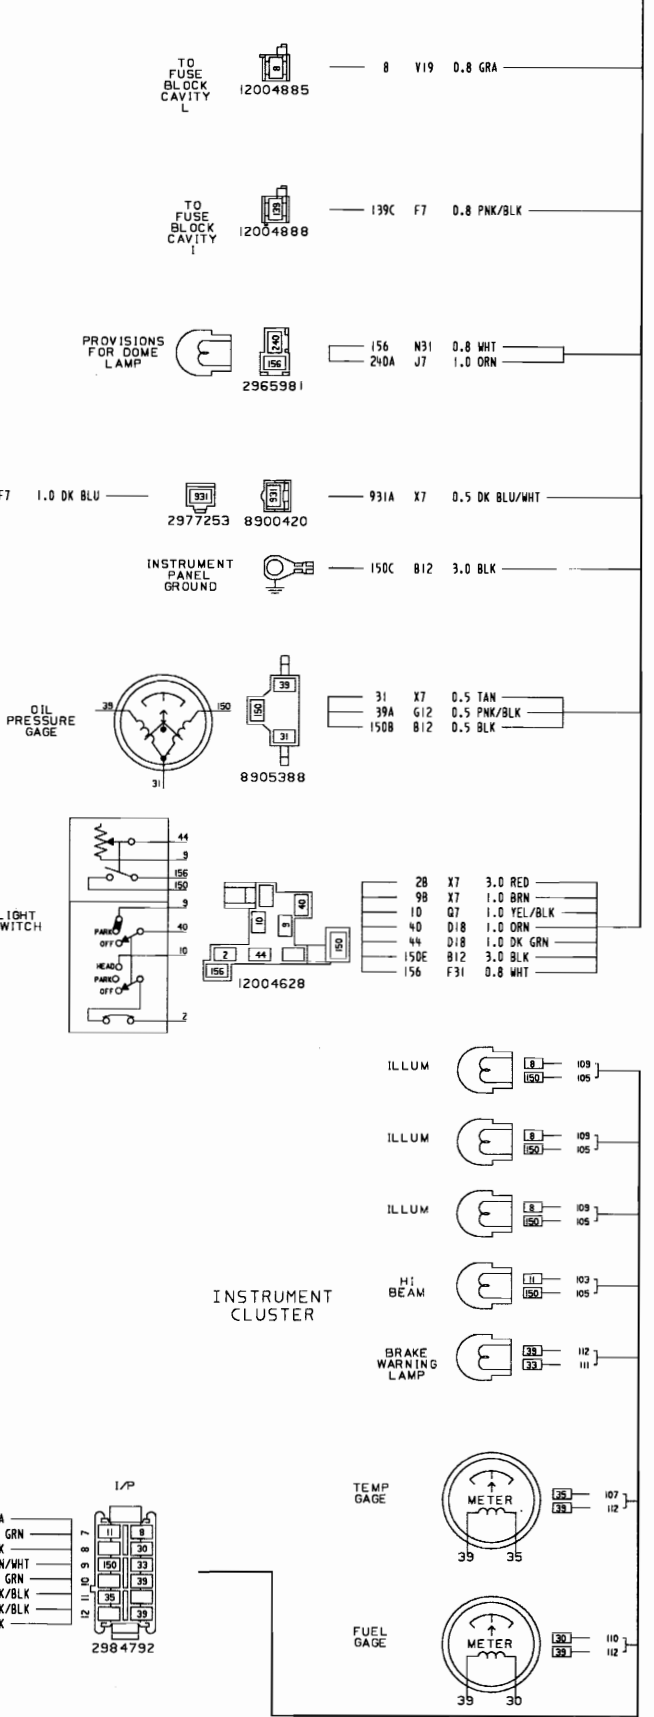 TO
FUSE
BLOCK
CAVITY
L
8
12004885
8 V19 0.8 GRA
TO
FUSE
BLOCK
CAVITY
I
139
12004888
139C F7 0.8 PNK/BLK
PROVISIONS
FOR DOME
LAMP
240
156
2965981
156 N31 0.8 WHT
240A J7 1.0 ORN
F7 1.0 DK BLU
931
2977253
931
8900420
931A X7 0.5 DK BLU/WHT
INSTRUMENT
PANEL
GROUND
150C B12 3.0 BLK
OIL
PRESSURE
GAGE
39
150
31
39
150
31
8905388
31 X7 0.5 TAN
39A G12 0.5 PNK/BLK
150B B12 0.5 BLK
LIGHT
WITCH
44
9
156
150
9
PARK
OFF
40
10
HEAD
PARK
OFF
2
40
10
9
2
44
150
156
12004628
2B X7 3.0 RED
9B X7 1.0 BRN
10 Q7 1.0 YEL/BLK
40 D18 1.0 ORN
44 D18 1.0 DK GRN
150E B12 3.0 BLK
156 F31 0.8 WHT
ILLUM
8 109
150 105
ILLUM
8 109
150 105
ILLUM
8 109
150 105
INSTRUMENT
CLUSTER
HI
BEAM
11 103
150 105
BRAKE
WARNING
LAMP
39 112
33 111
TEMP
GAGE
METER
39 35
35 107
39 112
FUEL
GAGE
METER
39 30
30 110
39 112
I/P
A
GRN
K
N/WHT
GRN
K/BLK
K/BLK
K
7 11 8
8 30
9 150 33
10 39
11 35
12 39
2984792